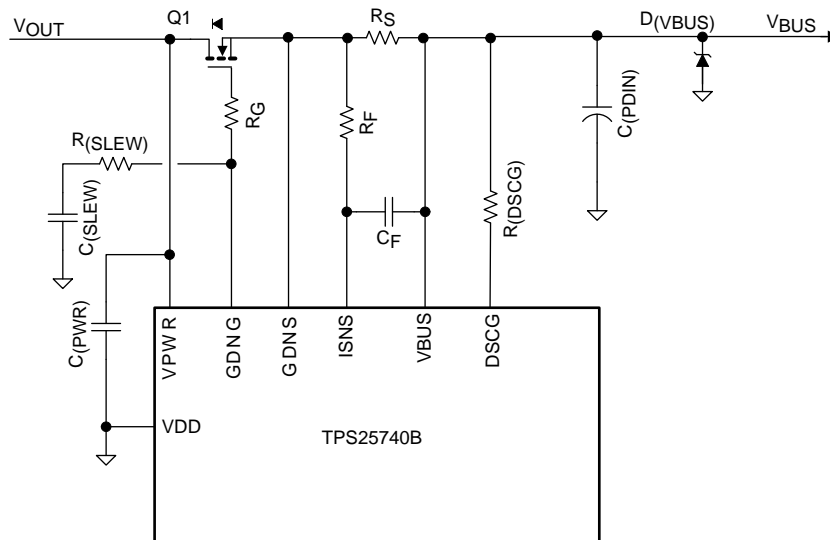 VOUT
Q1
RS
D(VBUS)
VBUS
RG
RF
C(PDIN)
R(SLEW)
C(SLEW)
CF
R(DSCG)
C(PWR)
VPWR
GDNG
GDNS
ISNS
VBUS
DSCG
VDD
TPS25740B